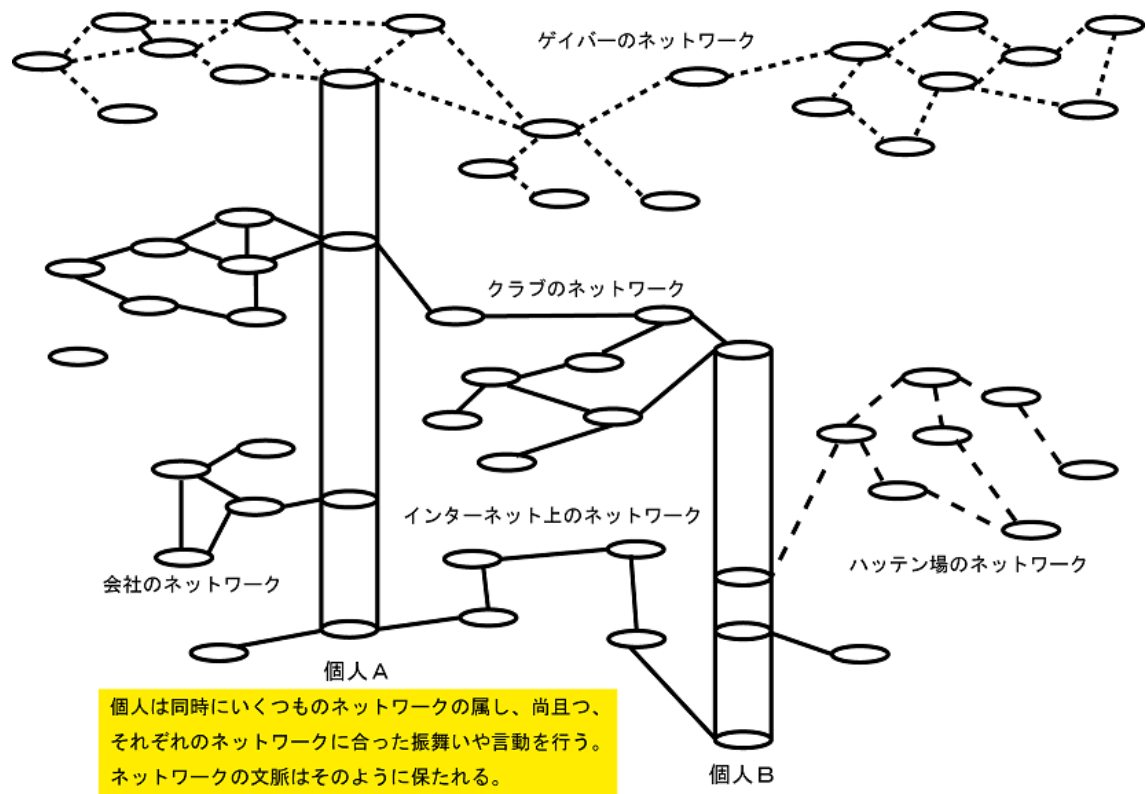 ゲイバーのネットワーク
クラブのネットワーク
インターネット上のネットワーク
ハッテン場のネットワーク
会社のネットワーク
個人A
個人は同時にいくつものネットワークの属し、尚且つ、
それぞれのネットワークに合った振舞いや言動を行う。
ネットワークの文脈はそのように保たれる。
個人B